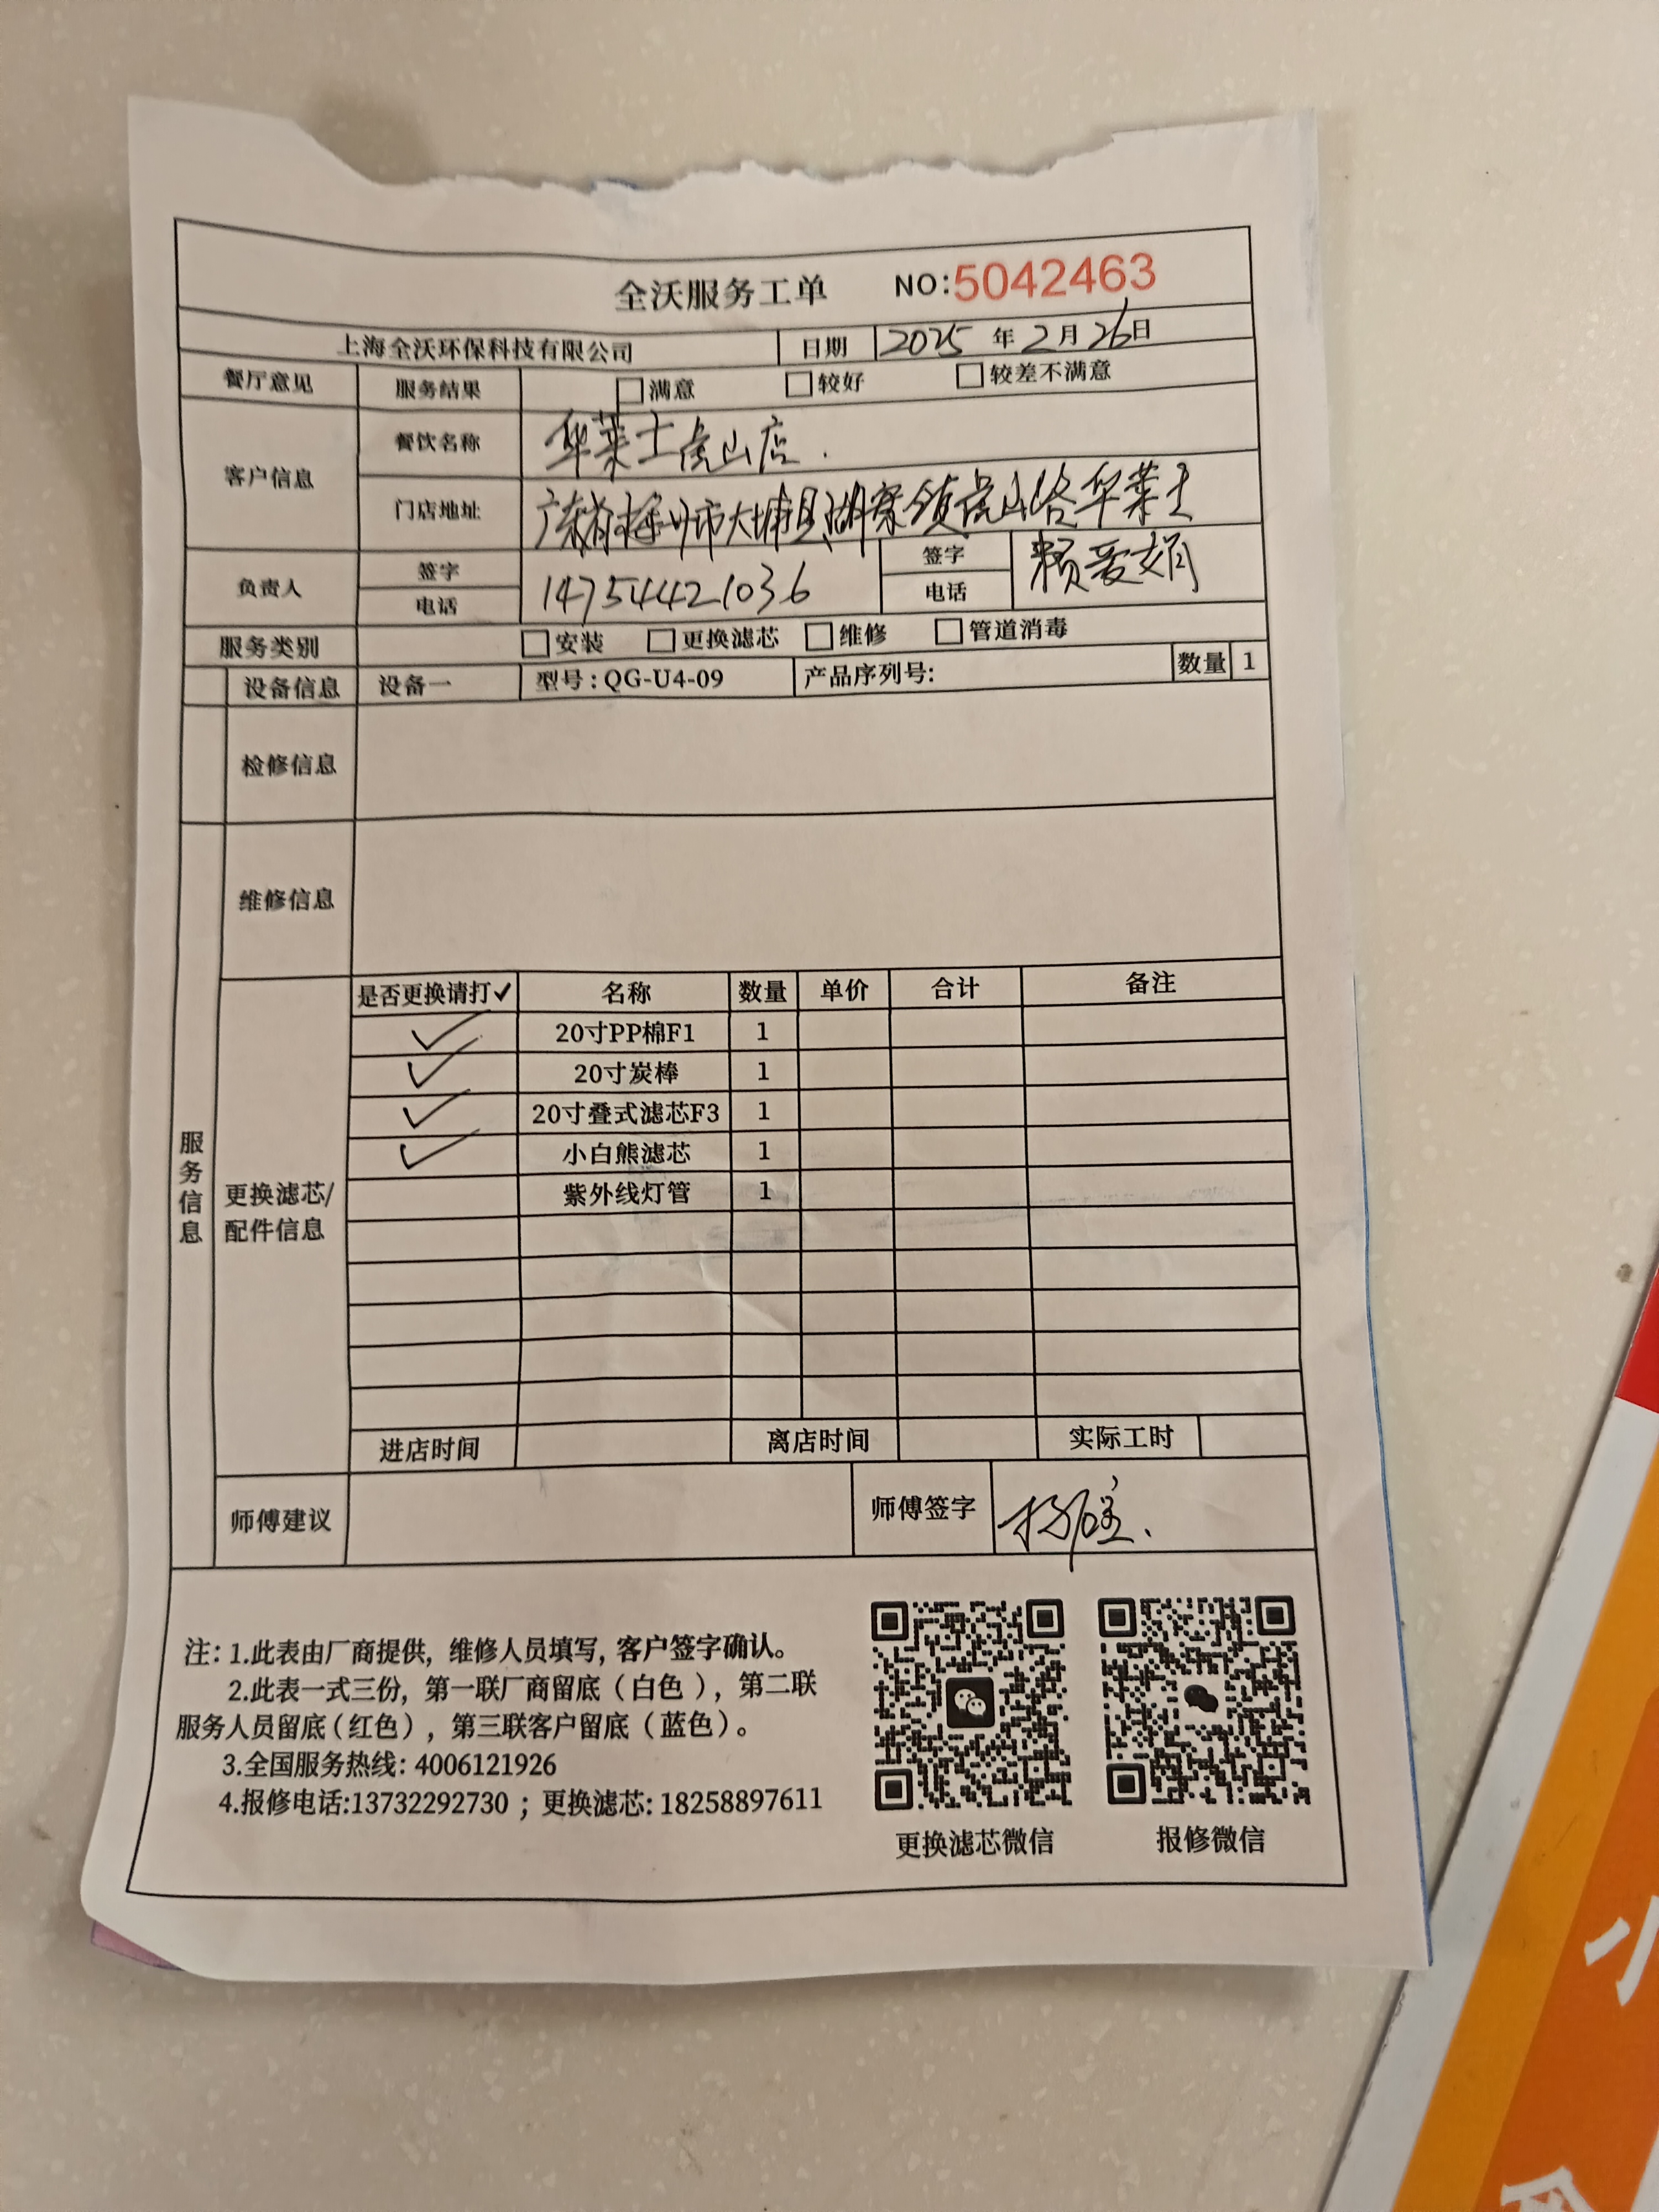 全沃服务工单 NO:5042463
上海全沃环保科技有限公司 日期 2025 年 2 月 26 日
餐厅意见 服务结果 满意 较好 较差不满意
客户信息 餐饮名称 华莱士虎山店.
门店地址 广东省梅州市大埔县湖寮镇虎山路华莱士
负责人 签字 电话 14754421036 签字 电话 赖爱娟
服务类别 安装 更换滤芯 维修 管道消毒
设备信息 设备一 型号:QG-U4-09 产品序列号: 数量 1
检修信息
维修信息
服务信息
更换滤芯/配件信息
是否更换请打✓ 名称 数量 单价 合计 备注
✓ 20寸PP棉F1 1
✓ 20寸炭棒 1
✓ 20寸叠式滤芯F3 1
✓ 小白熊滤芯 1
紫外线灯管 1
进店时间 离店时间 实际工时
师傅建议 师傅签字
注:1.此表由厂商提供,维修人员填写,客户签字确认。
2.此表一式三份,第一联厂商留底(白色),第二联
服务人员留底(红色),第三联客户留底(蓝色)。
3.全国服务热线:4006121926
4.报修电话:13732292730;更换滤芯:18258897611
更换滤芯微信 报修微信
小